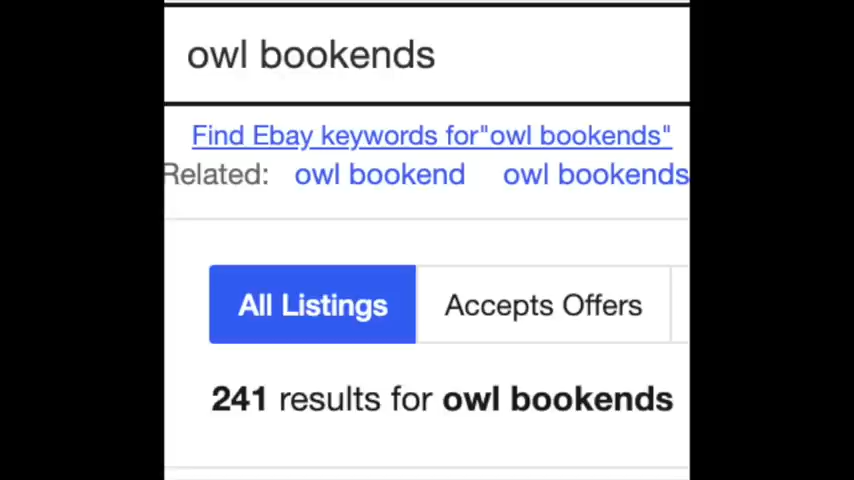 owl bookends
Find Ebay keywords for"owl bookends"
Related: owl bookend owl bookends
All Listings Accepts Offers
241 results for owl bookends